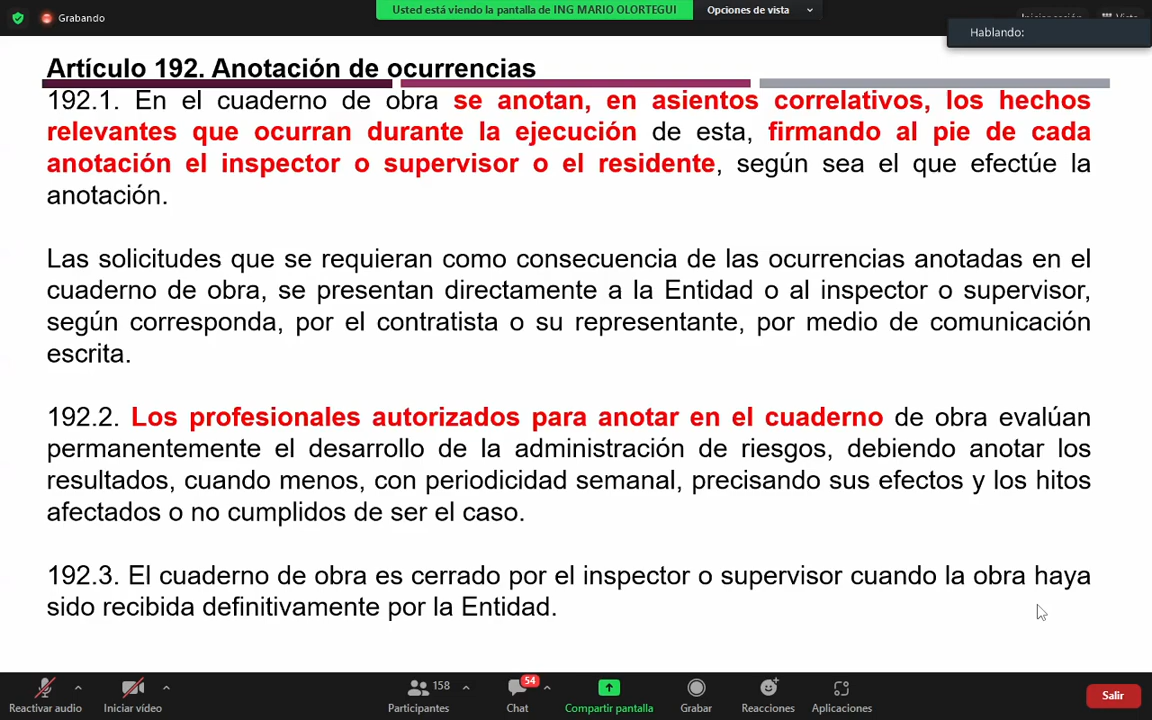 Grabando
Usted está viendo la pantalla de ING MARIO OLORTEGUI
Opciones de vista
Iniciar sesión
Vista
Hablando:
Artículo 192. Anotación de ocurrencias
192.1. En el cuaderno de obra se anotan, en asientos correlativos, los hechos
relevantes que ocurran durante la ejecución de esta, firmando al pie de cada
anotación el inspector o supervisor o el residente, según sea el que efectúe la
anotación.
Las solicitudes que se requieran como consecuencia de las ocurrencias anotadas en el
cuaderno de obra, se presentan directamente a la Entidad o al inspector o supervisor,
según corresponda, por el contratista o su representante, por medio de comunicación
escrita.
192.2. Los profesionales autorizados para anotar en el cuaderno de obra evalúan
permanentemente el desarrollo de la administración de riesgos, debiendo anotar los
resultados, cuando menos, con periodicidad semanal, precisando sus efectos y los hitos
afectados o no cumplidos de ser el caso.
192.3. El cuaderno de obra es cerrado por el inspector o supervisor cuando la obra haya
sido recibida definitivamente por la Entidad.
158
54
Reactivar audio
Iniciar vídeo
Participantes
Chat
Compartir pantalla
Grabar
Reacciones
Aplicaciones
Salir